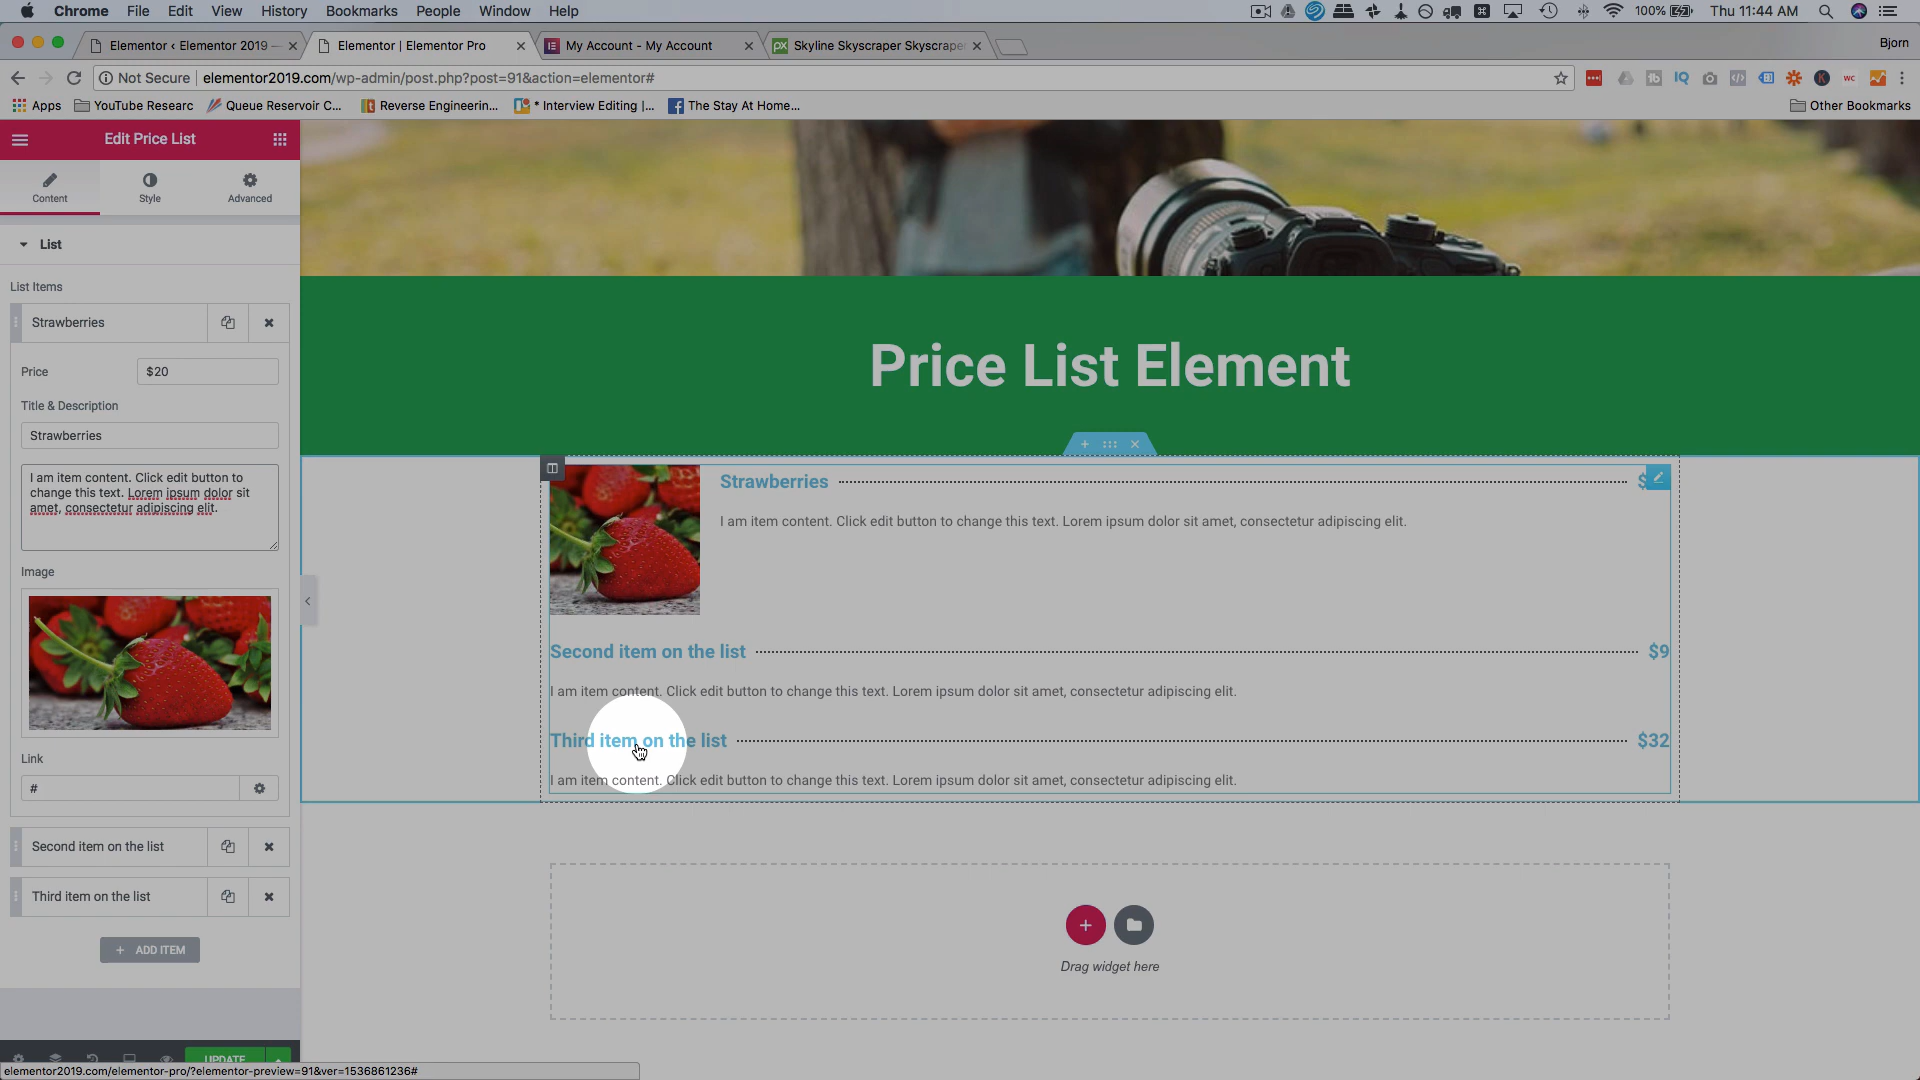 Chrome File Edit View History Bookmarks People Window Help
100% Thu 11:44 AM
Elementor ‹ Elementor 2019 —
Elementor | Elementor Pro
My Account - My Account
Skyline Skyscraper Skyscrape
Bjorn
Not Secure | elementor2019.com/wp-admin/post.php?post=91&action=elementor#
Apps YouTube Researc Queue Reservoir C... Reverse Engineerin... * Interview Editing |... The Stay At Home... Other Bookmarks
Edit Price List
Content Style Advanced
List
List Items
Strawberries
Price $20
Title & Description
Strawberries
I am item content. Click edit button to
change this text. Lorem ipsum dolor sit
amet, consectetur adipiscing elit.
Image
Link
#
Second item on the list
Third item on the list
+ ADD ITEM
UPDATE
elementor2019.com/elementor-pro/?elementor-preview=91&ver=1536861236#
Price List Element
Strawberries $
I am item content. Click edit button to change this text. Lorem ipsum dolor sit amet, consectetur adipiscing elit.
Second item on the list $9
I am item content. Click edit button to change this text. Lorem ipsum dolor sit amet, consectetur adipiscing elit.
Third item on the list $32
I am item content. Click edit button to change this text. Lorem ipsum dolor sit amet, consectetur adipiscing elit.
Drag widget here